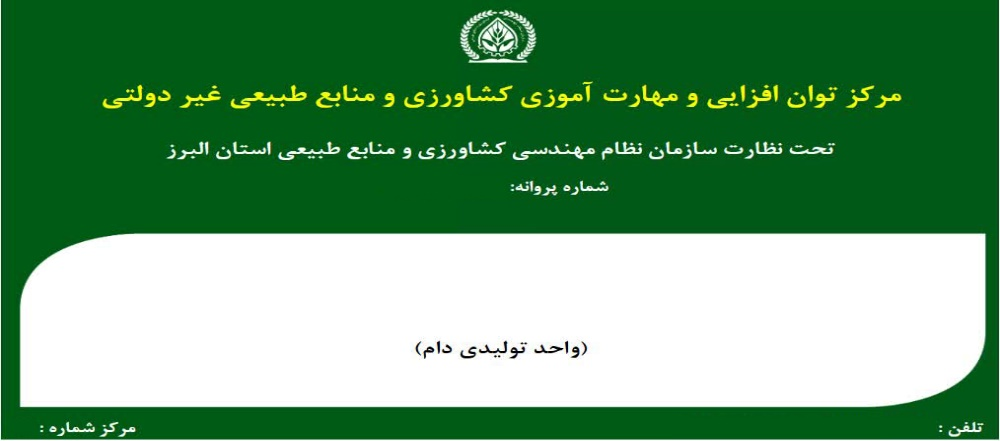 مرکز توان افزایی و مهارت آموزی کشاورزی و منابع طبیعی غیر دولتی
تحت نظارت سازمان نظام مهندسی کشاورزی و منابع طبیعی استان البرز
شماره پروانه:
(واحد تولیدی دام)
تلفن :
مرکز شماره :